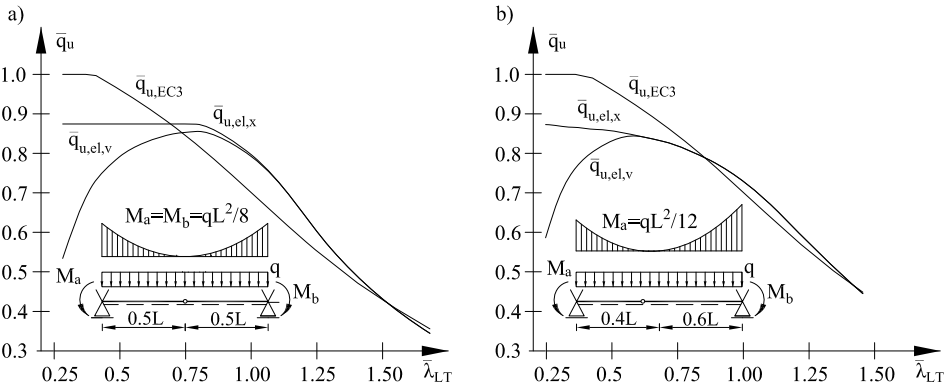 a)
q̅u
1.0
0.9
0.8
0.7
0.6
0.5
0.4
0.3
0.25
0.5
0.75
1.00
1.25
1.50
λ̅LT
q̅u,EC3
q̅u,el,x
q̅u,el,v
Ma=Mb=qL²/8
Ma
q
Mb
0.5L
0.5L
b)
q̅u
1.0
0.9
0.8
0.7
0.6
0.5
0.4
0.3
0.25
0.5
0.75
1.00
1.25
1.50
λ̅LT
q̅u,EC3
q̅u,el,x
q̅u,el,v
Ma=qL²/12
Ma
q
Mb
0.4L
0.6L